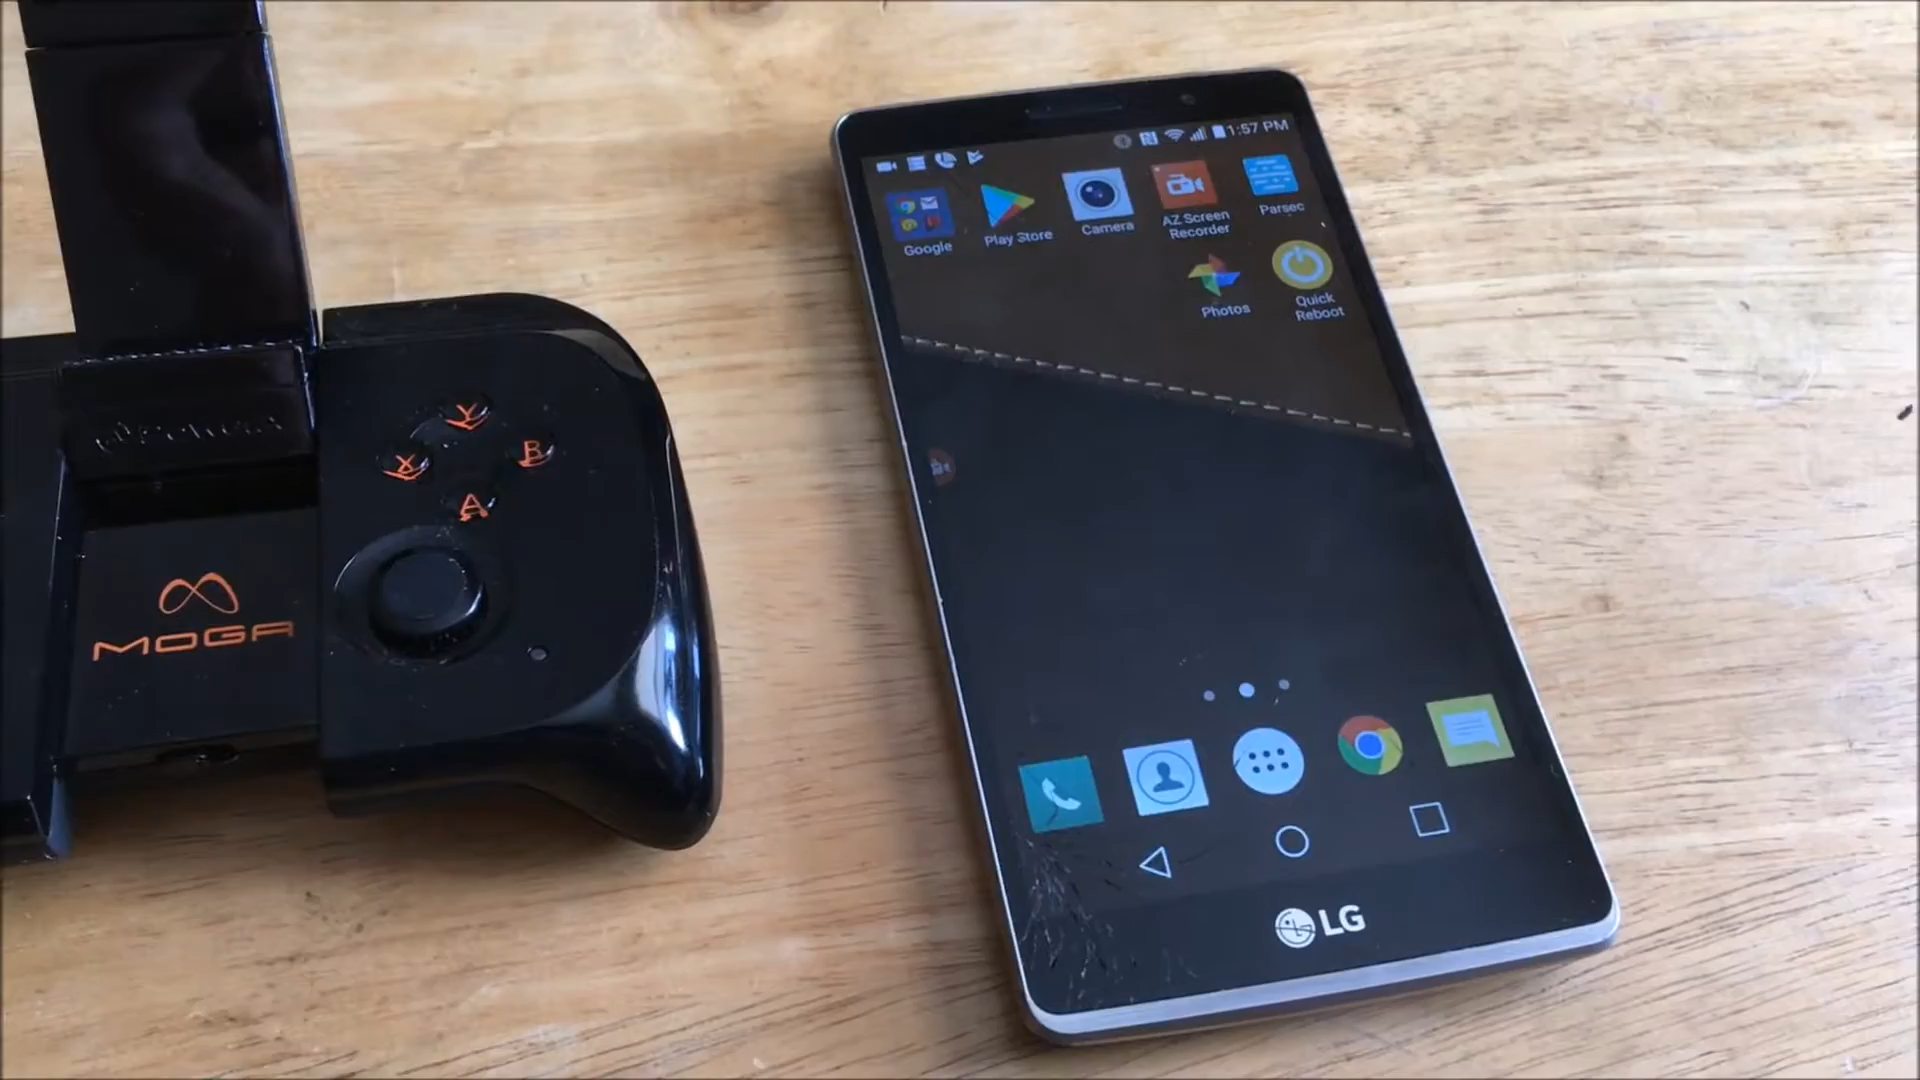 1:57 PM
Google
Play Store
Camera
AZ Screen
Recorder
Parsec
Photos
Quick
Reboot
Y
X
B
A
MOGA
LG